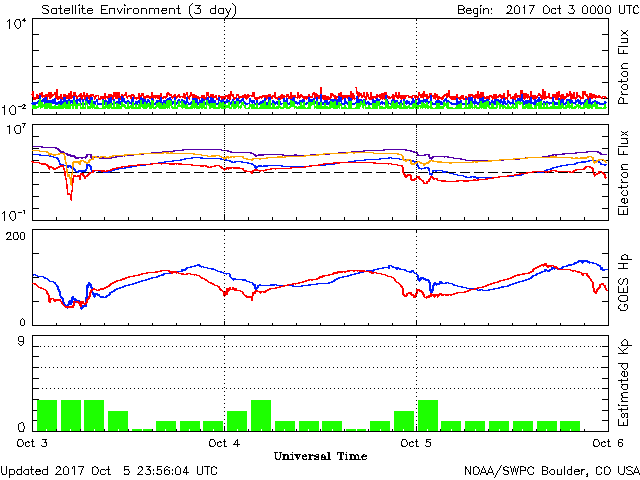 Satellite Environment (3 day) Begin: 2017 Oct 3 0000 UTC
10^4
10^-2
Proton Flux
10^7
10^-1
Electron Flux
200
0
GOES Hp
9
0
Estimated Kp
Oct 3 Oct 4 Oct 5 Oct 6
Universal Time
Updated 2017 Oct 5 23:56:04 UTC NOAA/SWPC Boulder, CO USA